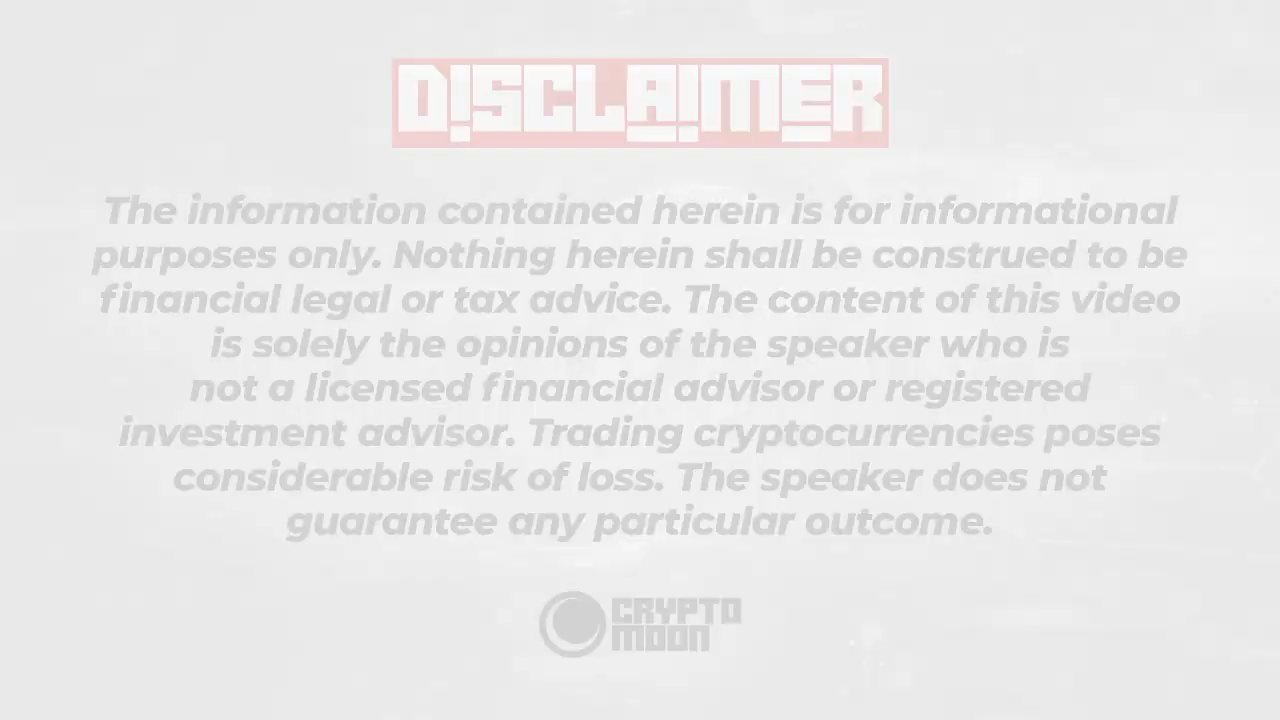 DISCLAIMER
The information contained herein is for informational
purposes only. Nothing herein shall be construed to be
financial legal or tax advice. The content of this video
is solely the opinions of the speaker who is
not a licensed financial advisor or registered
investment advisor. Trading cryptocurrencies poses
considerable risk of loss. The speaker does not
guarantee any particular outcome.
CRYPTO
MOON